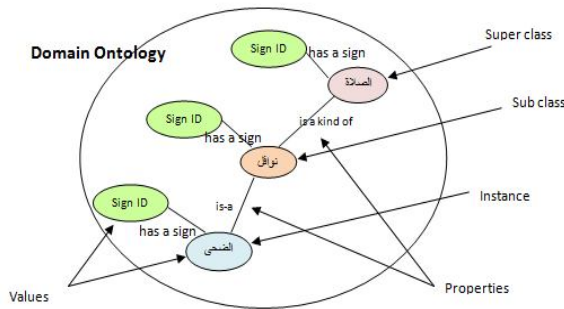 Super class
Sign ID
has a sign
Domain Ontology
الصلاة
Sub class
Sign ID
is a kind of
has a sign
نوافل
Instance
is-a
Sign ID
has a sign
الضحى
Values
Properties